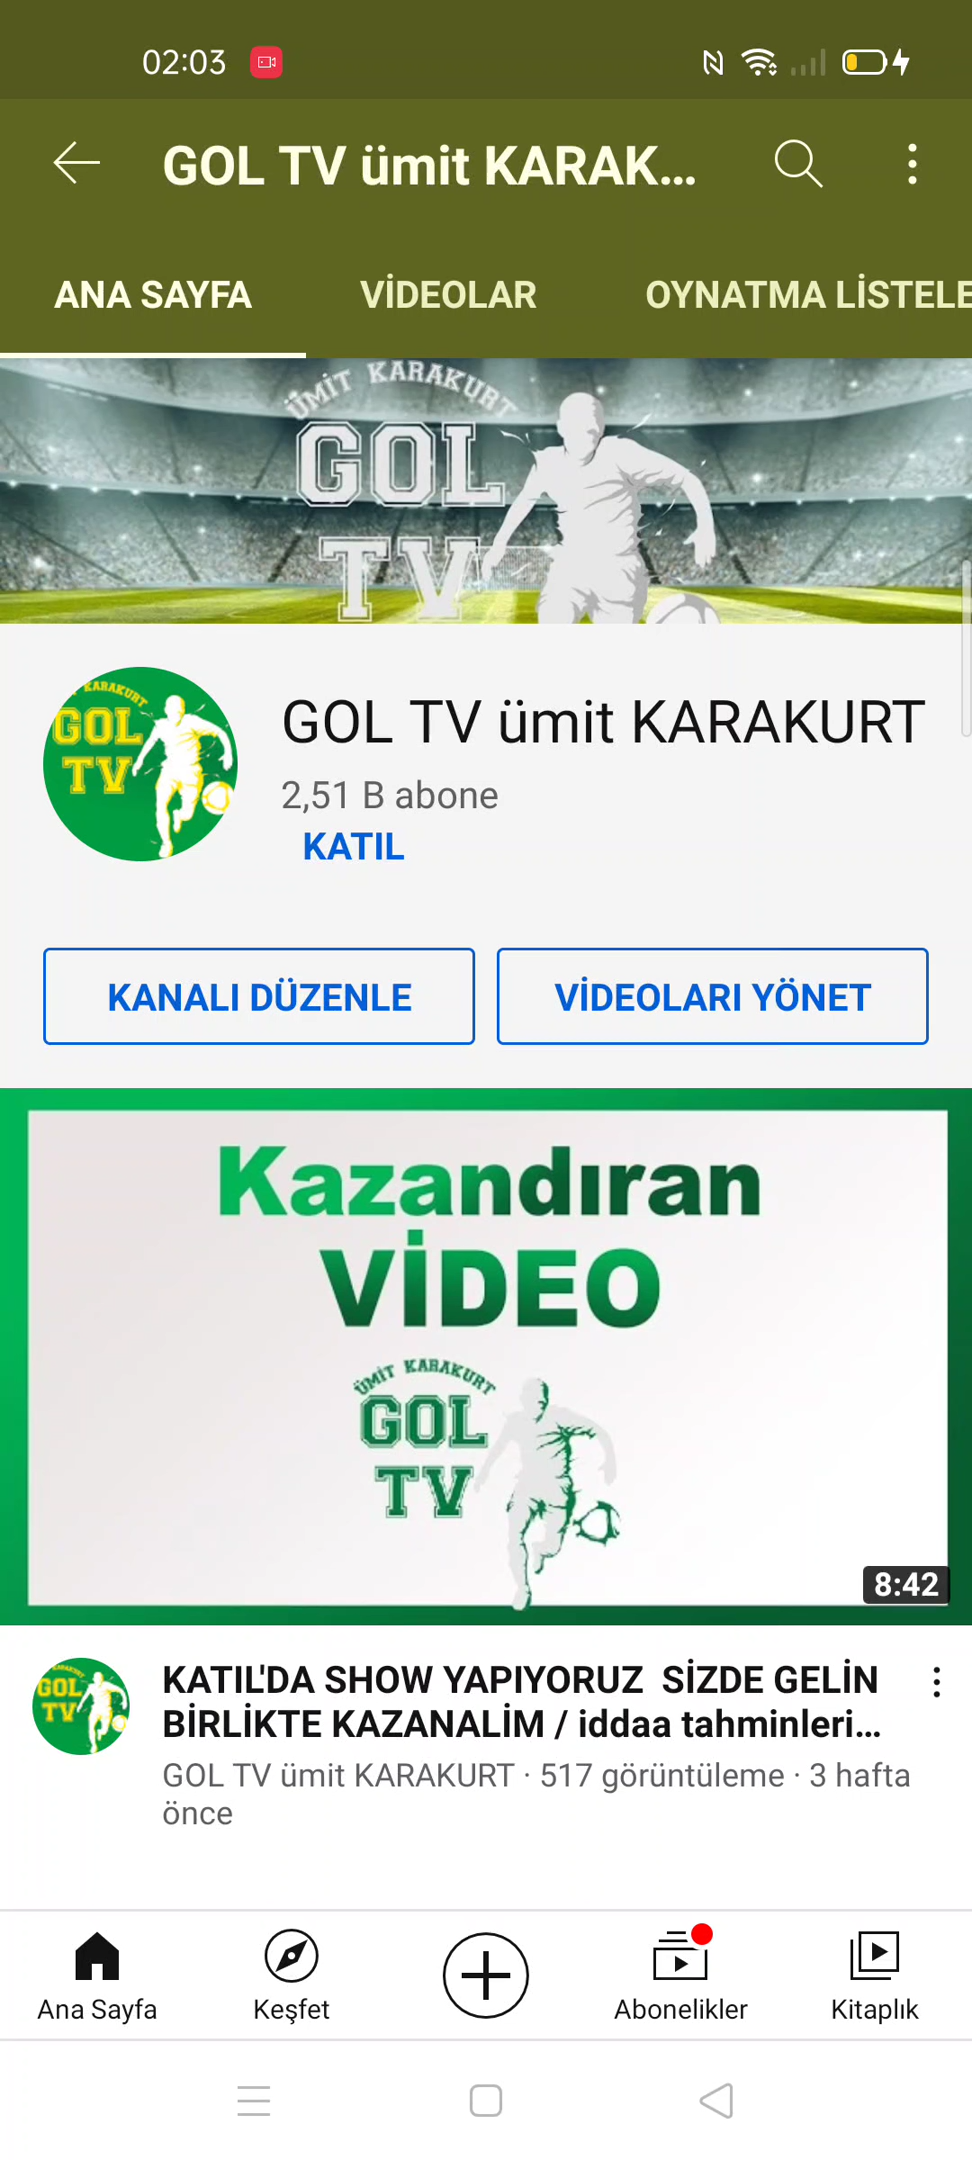 02:03
GOL TV ümit KARAK...
ANA SAYFA VİDEOLAR OYNATMA LİSTELE
ÜMİT KARAKURT
GOL
TV
KARAKURT
GOL
TV
GOL TV ümit KARAKURT
2,51 B abone
KATIL
KANALI DÜZENLE VİDEOLARI YÖNET
Kazandıran
VİDEO
ÜMİT KARAKURT
GOL
TV
8:42
KARAKURT
GOL
TV
KATIL'DA SHOW YAPIYORUZ  SİZDE GELİN
BİRLİKTE KAZANALİM / iddaa tahminleri...
GOL TV ümit KARAKURT · 517 görüntüleme · 3 hafta
önce
Ana Sayfa Keşfet Abonelikler Kitaplık